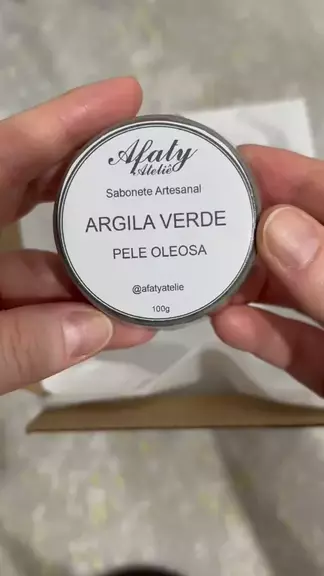 Afaty
Ateliê
Sabonete Artesanal
ARGILA VERDE
PELE OLEOSA
@afatyatelie
100g